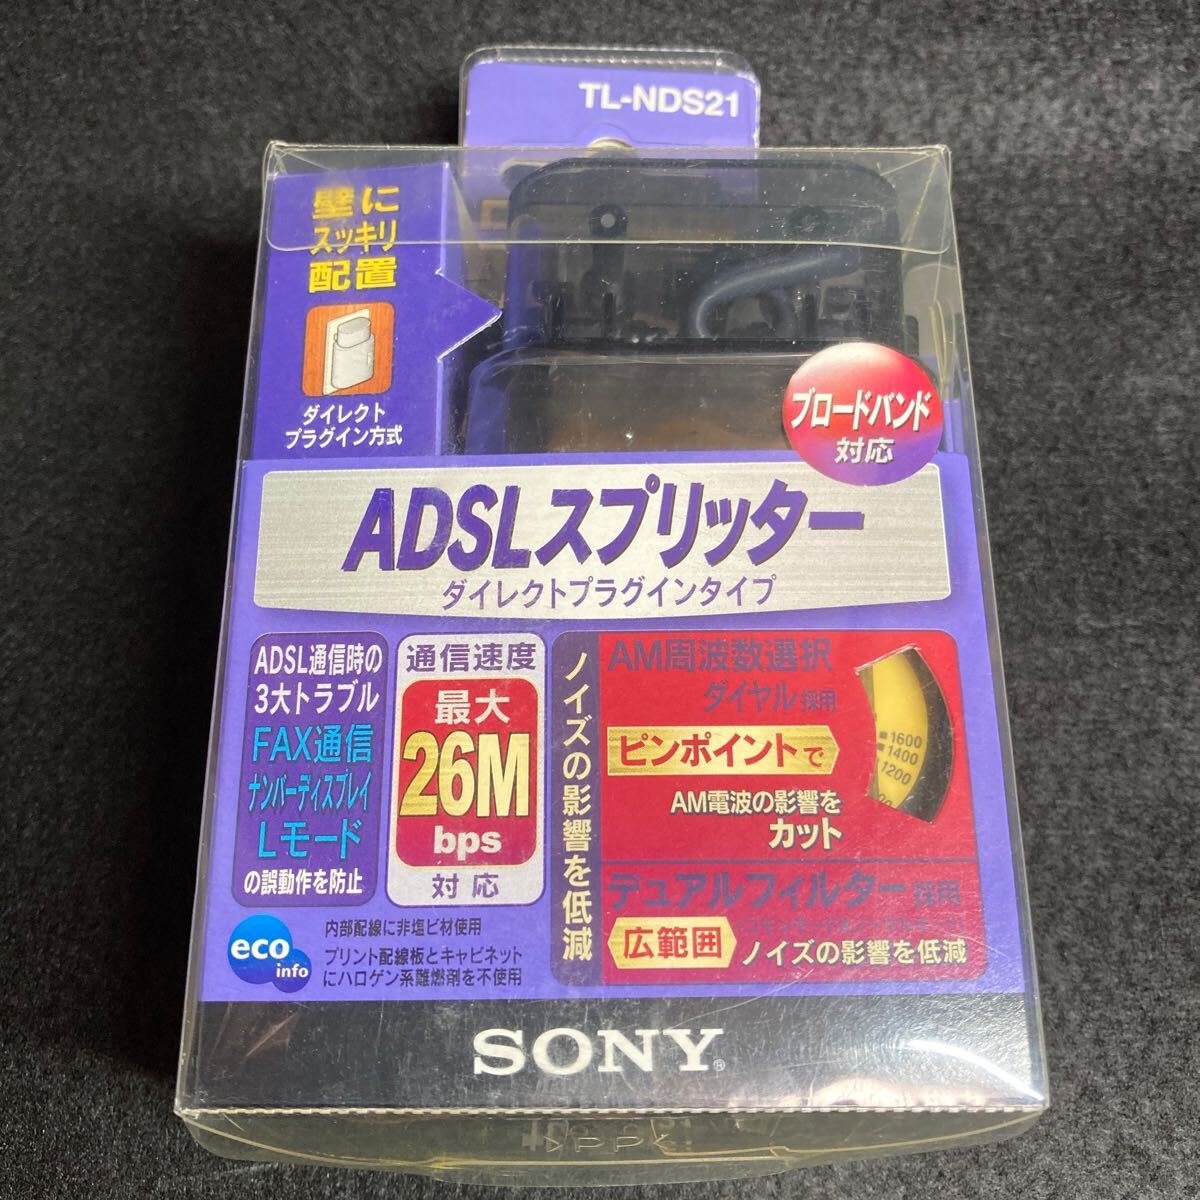 TL-NDS21
壁に
スッキリ
配置
ダイレクト
プラグイン方式
ブロードバンド
対応
ADSLスプリッター
ダイレクトプラグインタイプ
ADSL通信時の
3大トラブル
FAX通信
ナンバーディスプレイ
Lモード
の誤動作を防止
通信速度
最大
26M
bps
対応
ノイズの影響を低減
AM周波数選択
ダイヤル採用
ピンポイントで
AM電波の影響を
カット
1600
1400
1200
デュアルフィルター採用
広範囲
ノイズの影響を低減
eco
info
内部配線に非塩ビ材使用
プリント配線板とキャビネット
にハロゲン系難燃剤を不使用
SONY®
PP